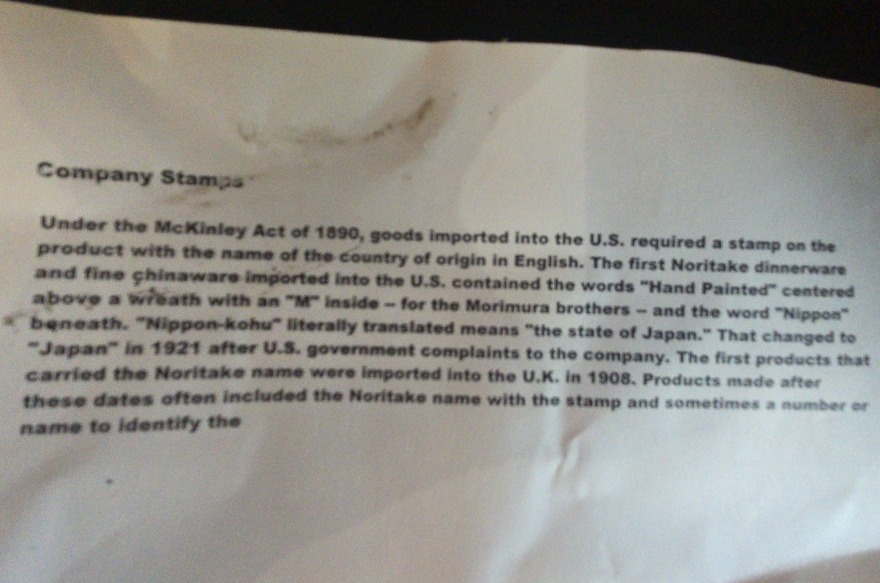 Company Stamps
Under the McKinley Act of 1890, goods imported into the U.S. required a stamp on the
product with the name of the country of origin in English. The first Noritake dinnerware
and fine chinaware imported into the U.S. contained the words "Hand Painted" centered
above a wreath with an "M" inside – for the Morimura brothers – and the word "Nippon"
beneath. "Nippon-kohu" literally translated means "the state of Japan." That changed to
"Japan" in 1921 after U.S. government complaints to the company. The first products that
carried the Noritake name were imported into the U.K. in 1908. Products made after
these dates often included the Noritake name with the stamp and sometimes a number or
name to identify the